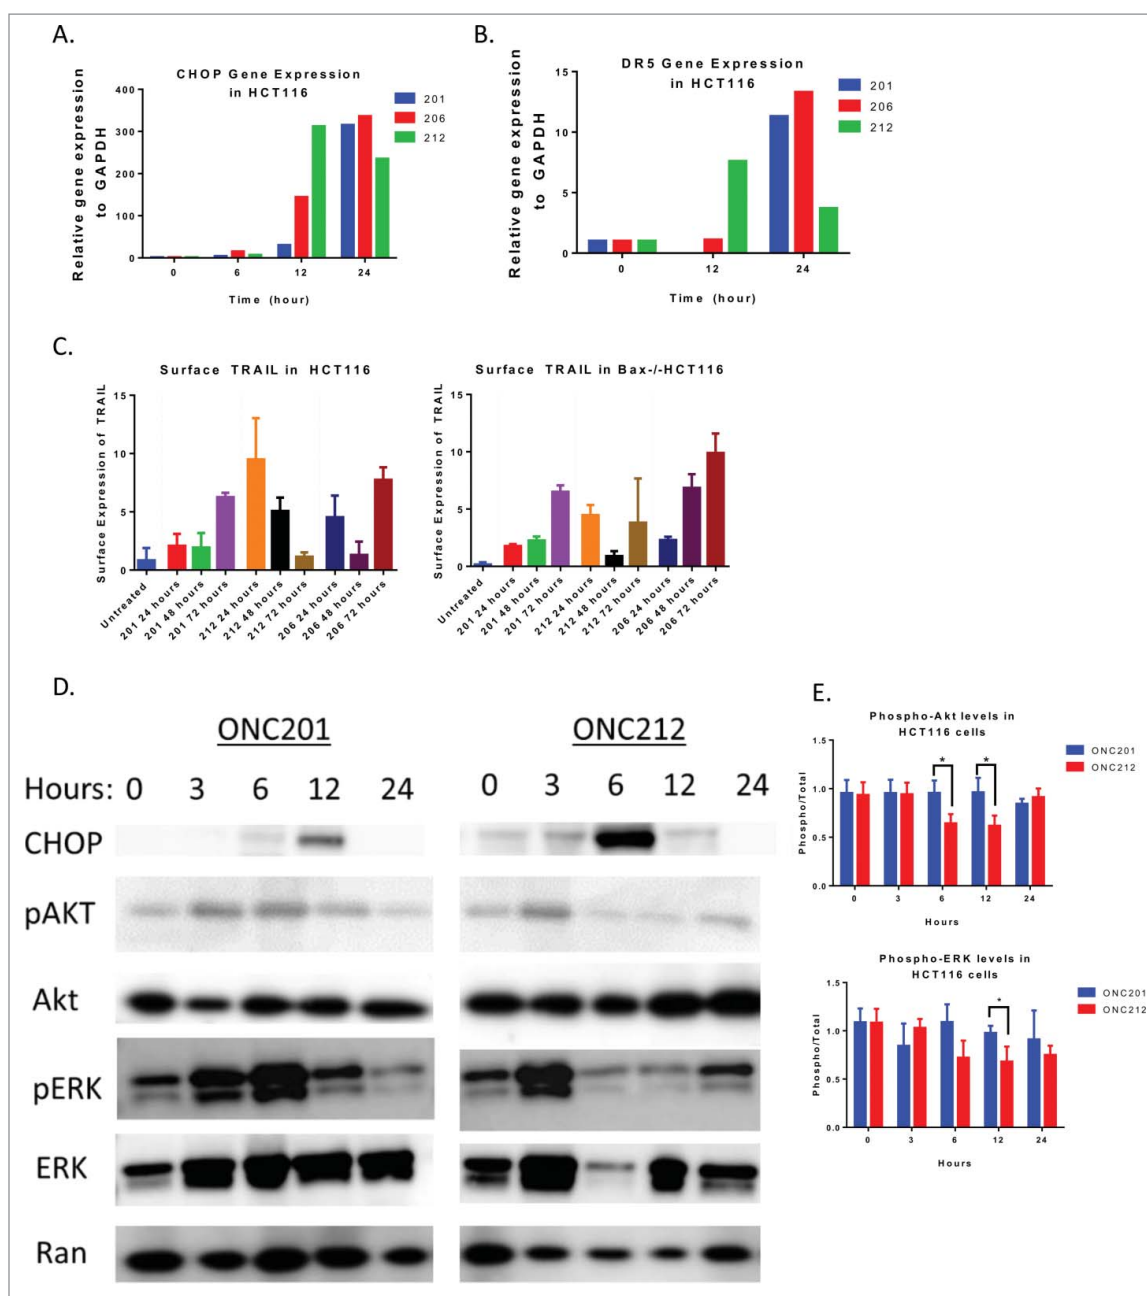 A.
CHOP Gene Expression
in HCT116
Relative gene expression
to GAPDH
400
300
200
100
0
0 6 12 24
Time (hour)
201
206
212
B.
DR5 Gene Expression
in HCT116
Relative gene expression
to GAPDH
15
10
5
0
0 12 24
Time (hour)
201
206
212
C.
Surface TRAIL in HCT116
Surface Expression of TRAIL
15
10
5
0
Untreated
201 24 hours
201 48 hours
201 72 hours
212 24 hours
212 48 hours
212 72 hours
206 24 hours
206 48 hours
206 72 hours
Surface TRAIL in Bax-/-HCT116
Surface Expression of TRAIL
15
10
5
0
Untreated
201 24 hours
201 48 hours
201 72 hours
212 24 hours
212 48 hours
212 72 hours
206 24 hours
206 48 hours
206 72 hours
D.
ONC201 ONC212
Hours: 0 3 6 12 24 0 3 6 12 24
CHOP
pAKT
Akt
pERK
ERK
Ran
E.
Phospho-Akt levels in
HCT116 cells
Phospho/Total
1.5
1.0
0.5
0.0
* *
0 3 6 12 24
Hours
ONC201
ONC212
Phospho-ERK levels in
HCT116 cells
Phospho/Total
1.5
1.0
0.5
0.0
*
0 3 6 12 24
Hours
ONC201
ONC212